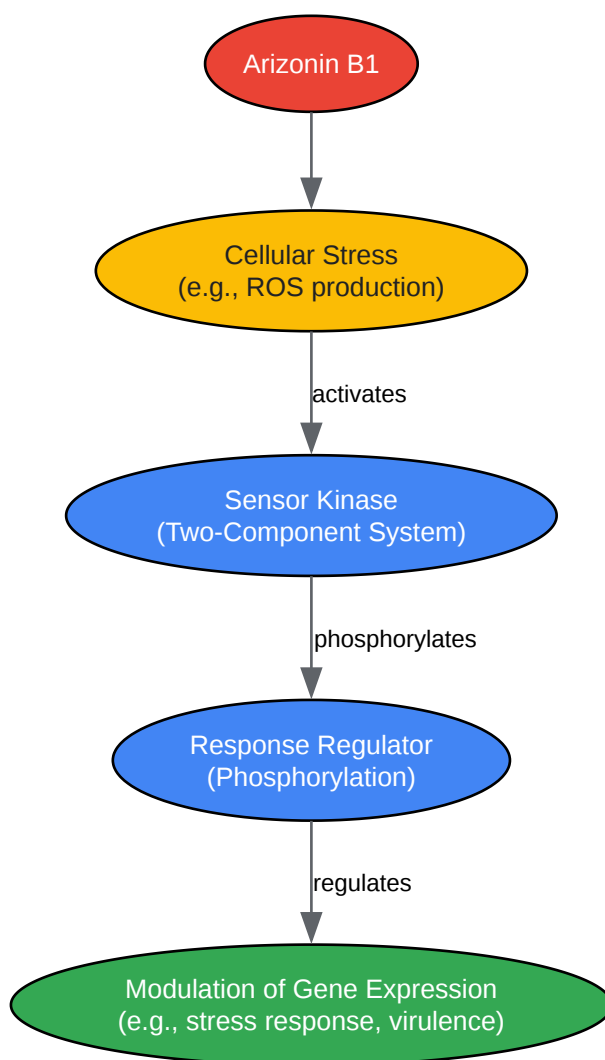 Arizonin B1
Cellular Stress
(e.g., ROS production)
activates
Sensor Kinase
(Two-Component System)
phosphorylates
Response Regulator
(Phosphorylation)
regulates
Modulation of Gene Expression
(e.g., stress response, virulence)